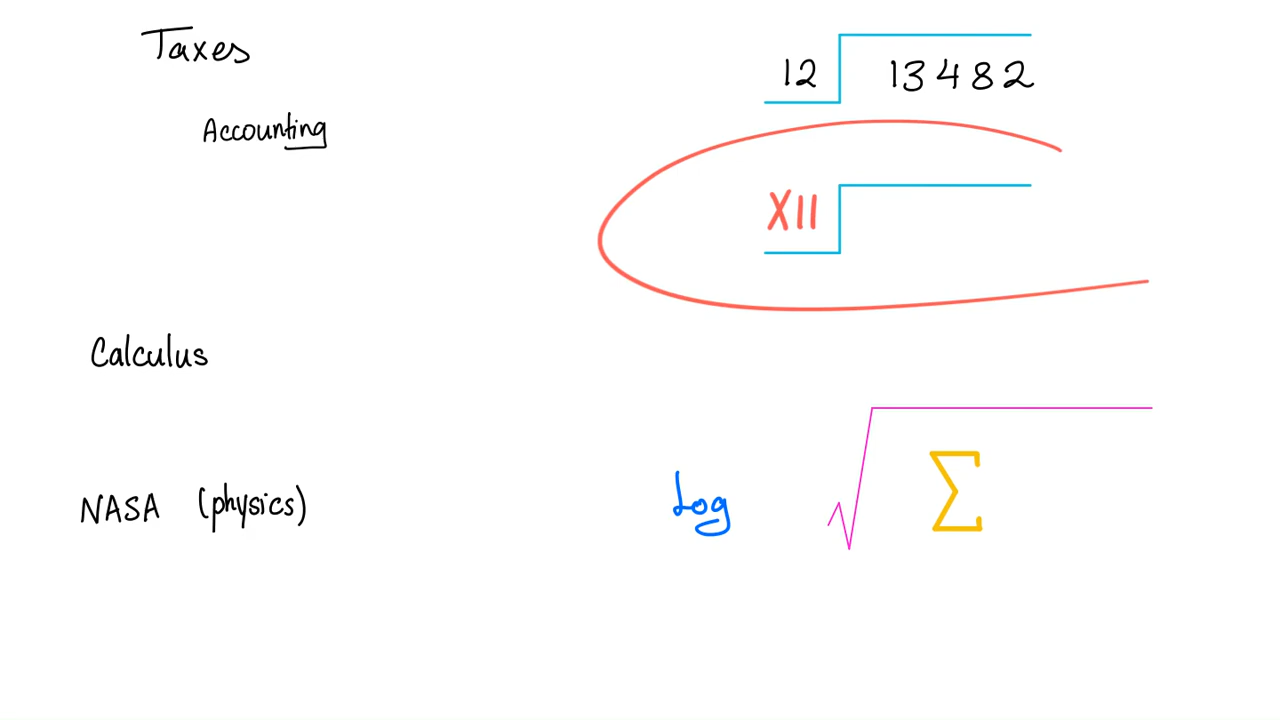 Taxes
12 13482
Accounting
XII
Calculus
NASA (physics)
Log √ Σ